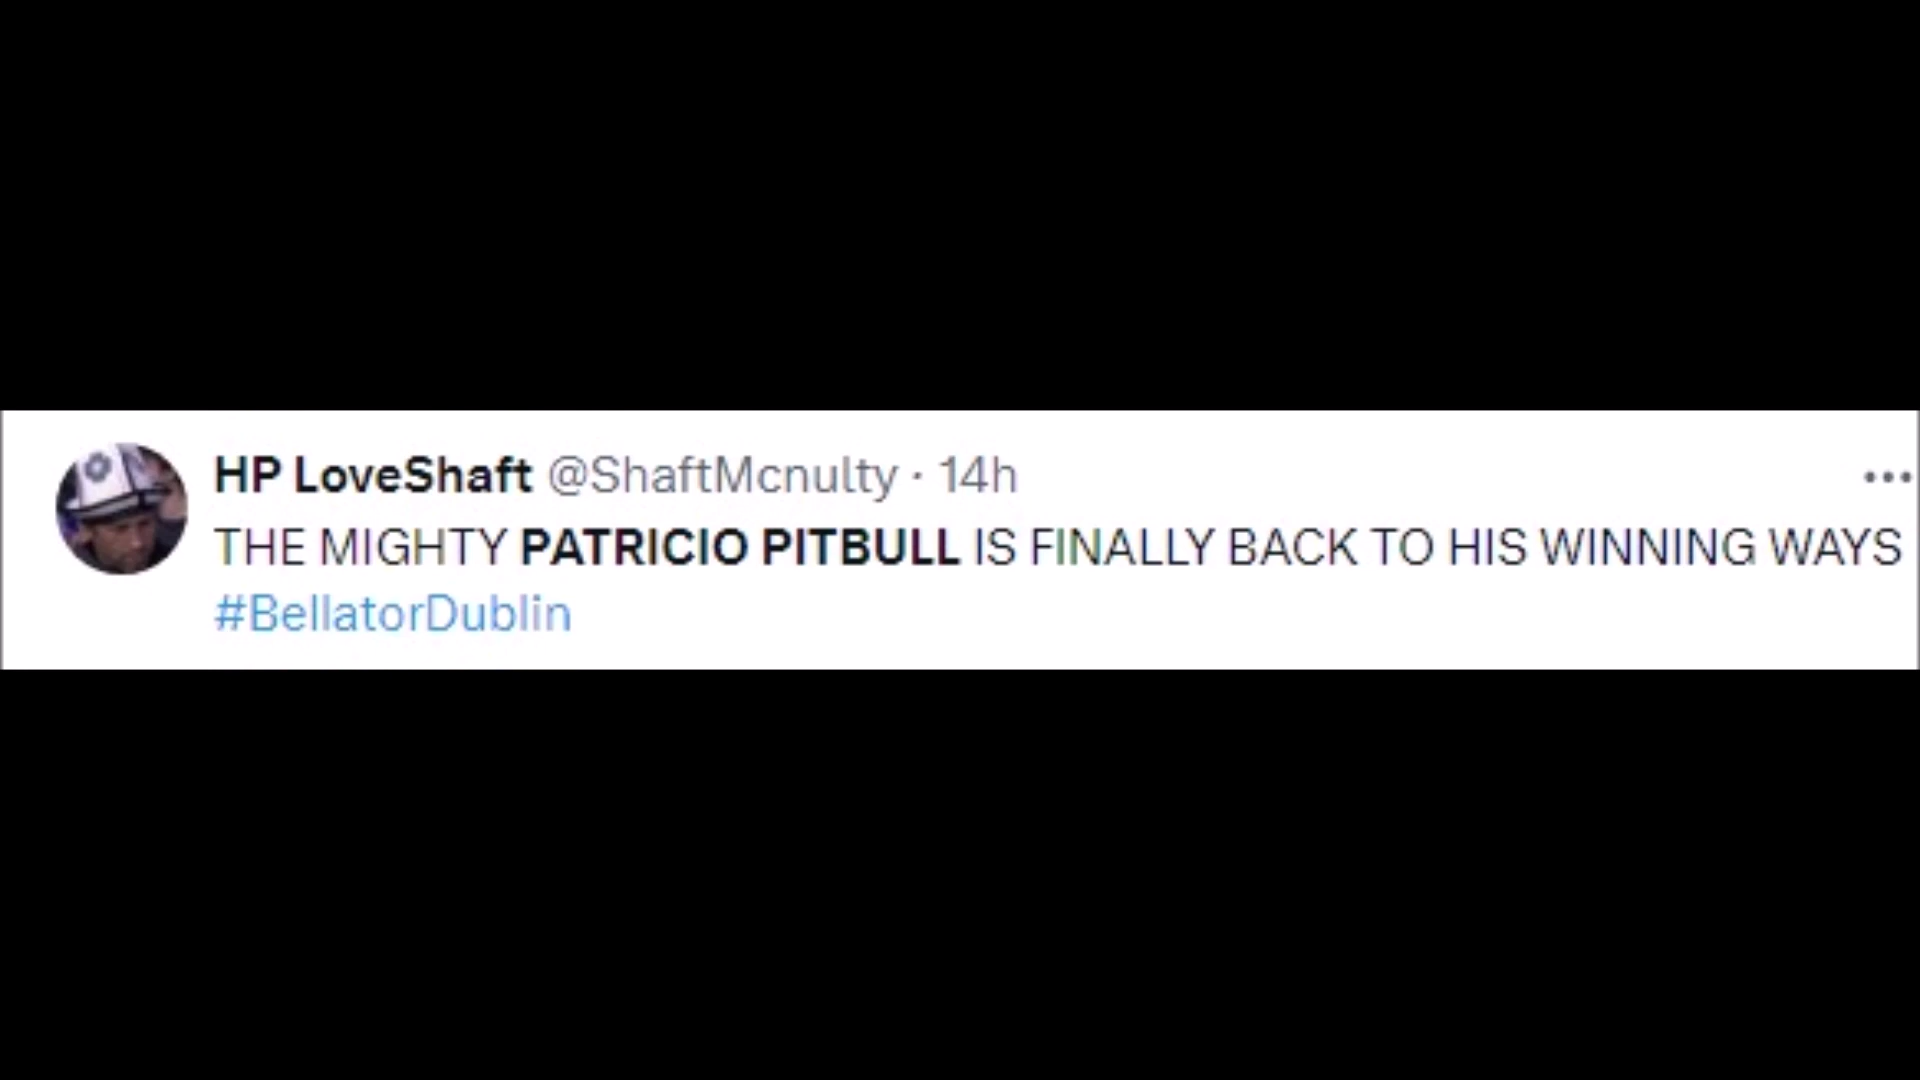 HP LoveShaft @ShaftMcnulty · 14h
THE MIGHTY PATRICIO PITBULL IS FINALLY BACK TO HIS WINNING WAYS
#BellatorDublin